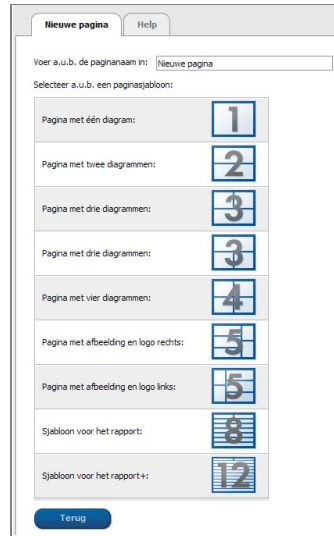 Nieuwe pagina Help
Voer a.u.b. de paginanaam in: Nieuwe pagina
Selecteer a.u.b. een paginasjabloon:
Pagina met één diagram: 1
Pagina met twee diagrammen: 2
Pagina met drie diagrammen: 3
Pagina met drie diagrammen: 3
Pagina met vier diagrammen: 4
Pagina met afbeelding en logo rechts: 5
Pagina met afbeelding en logo links: 5
Sjabloon voor het rapport: 8
Sjabloon voor het rapport+: 12
Terug